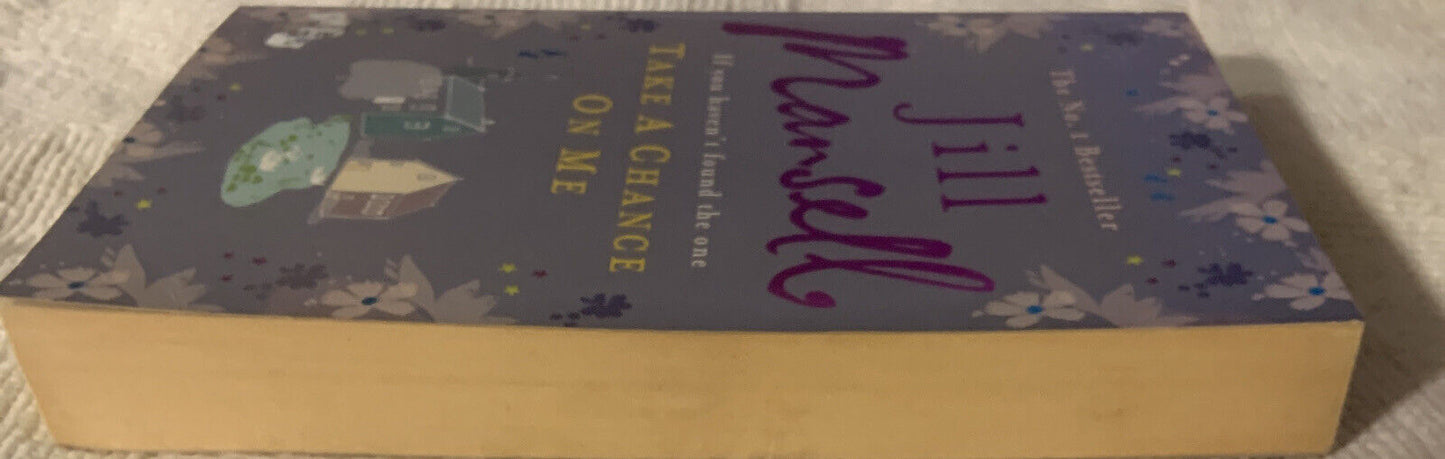 The No. 1 Bestseller
Jill
Mansell
If you haven't found the one
TAKE A CHANCE
ON ME